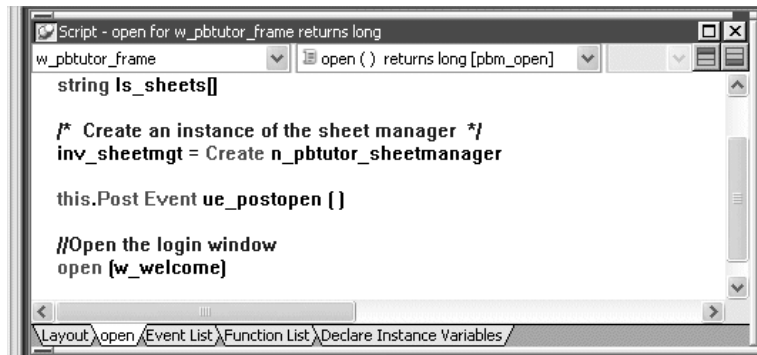 Script - open for w_pbtutor_frame returns long
w_pbtutor_frame
open ( ) returns long [pbm_open]
string ls_sheets[]
/* Create an instance of the sheet manager */
inv_sheetmgt = Create n_pbtutor_sheetmanager
this.Post Event ue_postopen ( )
//Open the login window
open (w_welcome)
Layout open Event List Function List Declare Instance Variables